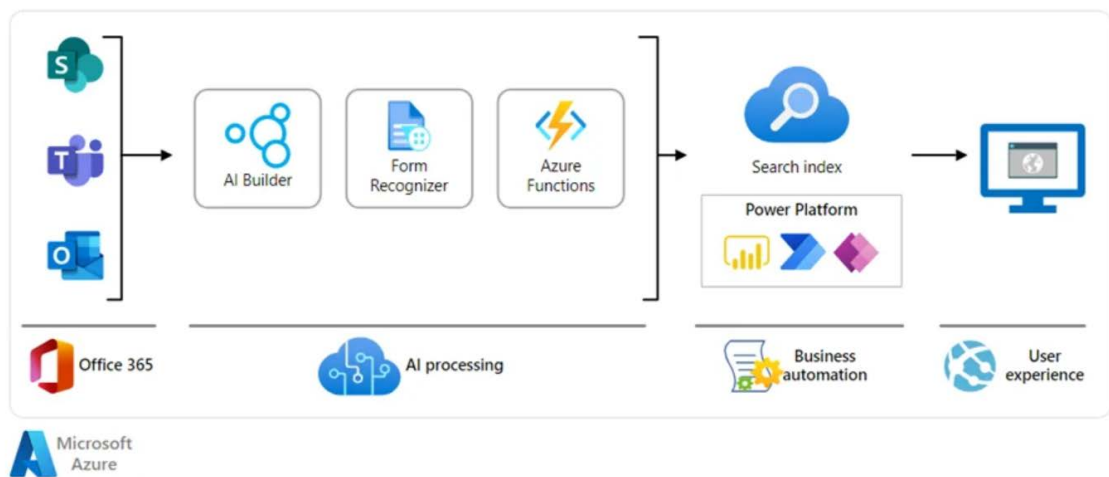 S
T
O
AI Builder
Form
Recognizer
Azure
Functions
Search index
Power Platform
Office 365
AI processing
Business
automation
User
experience
Microsoft
Azure